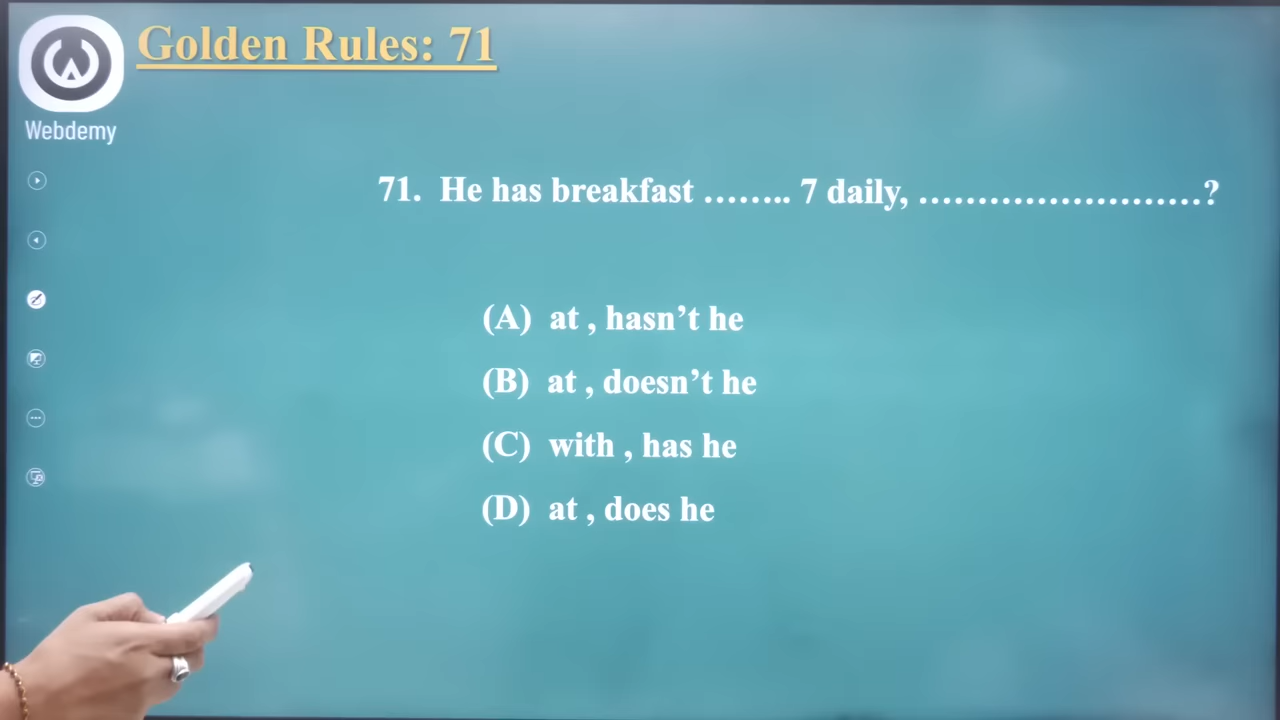 Golden Rules: 71
Webdemy
71. He has breakfast …….. 7 daily, ……………………?
(A) at , hasn’t he
(B) at , doesn’t he
(C) with , has he
(D) at , does he